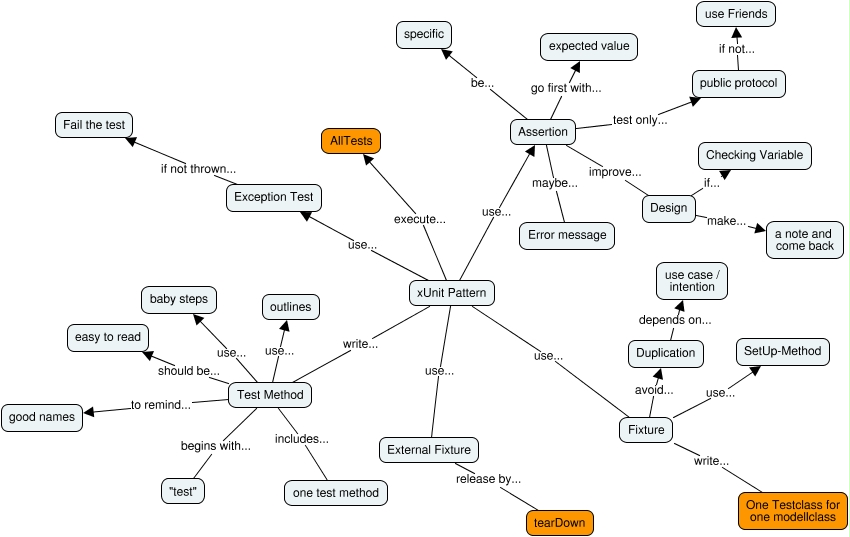 use Friends
specific
expected value
if not...
be...
go first with...
public protocol
Fail the test
test only...
AllTests
Assertion
if not thrown...
Checking Variable
improve...
maybe...
if...
Exception Test
Design
execute...
use...
make...
use...
Error message
a note and
come back
xUnit Pattern
use case /
intention
baby steps
outlines
depends on...
easy to read
write...
use...
use...
use...
Duplication
SetUp-Method
should be...
use...
avoid...
use...
Test Method
to remind...
good names
Fixture
begins with...
includes...
External Fixture
write...
release by...
"test"
one test method
One Testclass for
one modellclass
tearDown